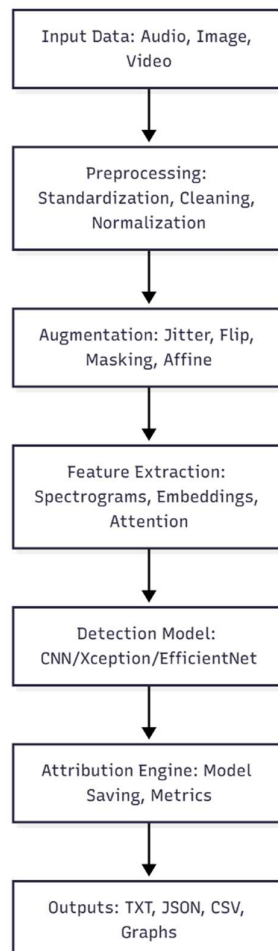 Input Data: Audio, Image,
Video
Preprocessing:
Standardization, Cleaning,
Normalization
Augmentation: Jitter, Flip,
Masking, Affine
Feature Extraction:
Spectrograms, Embeddings,
Attention
Detection Model:
CNN/Xception/EfficientNet
Attribution Engine: Model
Saving, Metrics
Outputs: TXT, JSON, CSV,
Graphs